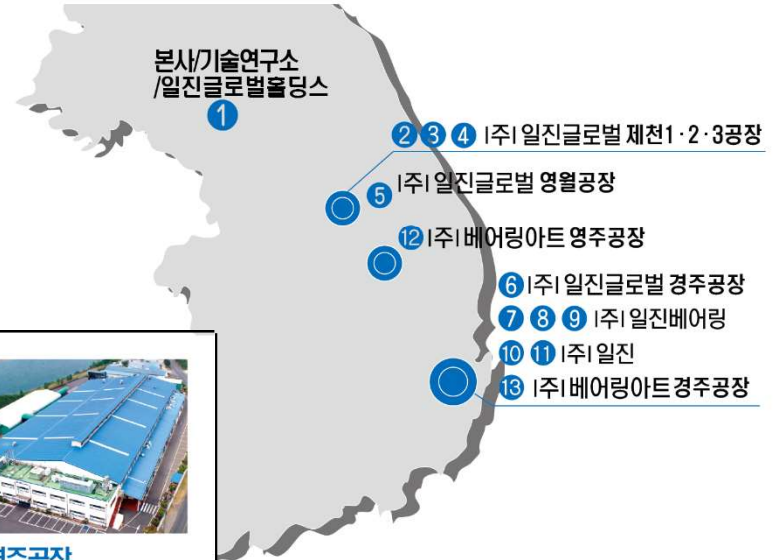 본사/기술연구소
/일진글로벌홀딩스
1
2 3 4 |주| 일진글로벌 제천1·2·3공장
5 |주| 일진글로벌 영월공장
12 |주| 베어링아트 영주공장
6 |주| 일진글로벌 경주공장
7 8 9 |주| 일진베어링
10 11 |주| 일진
13 |주| 베어링아트 경주공장